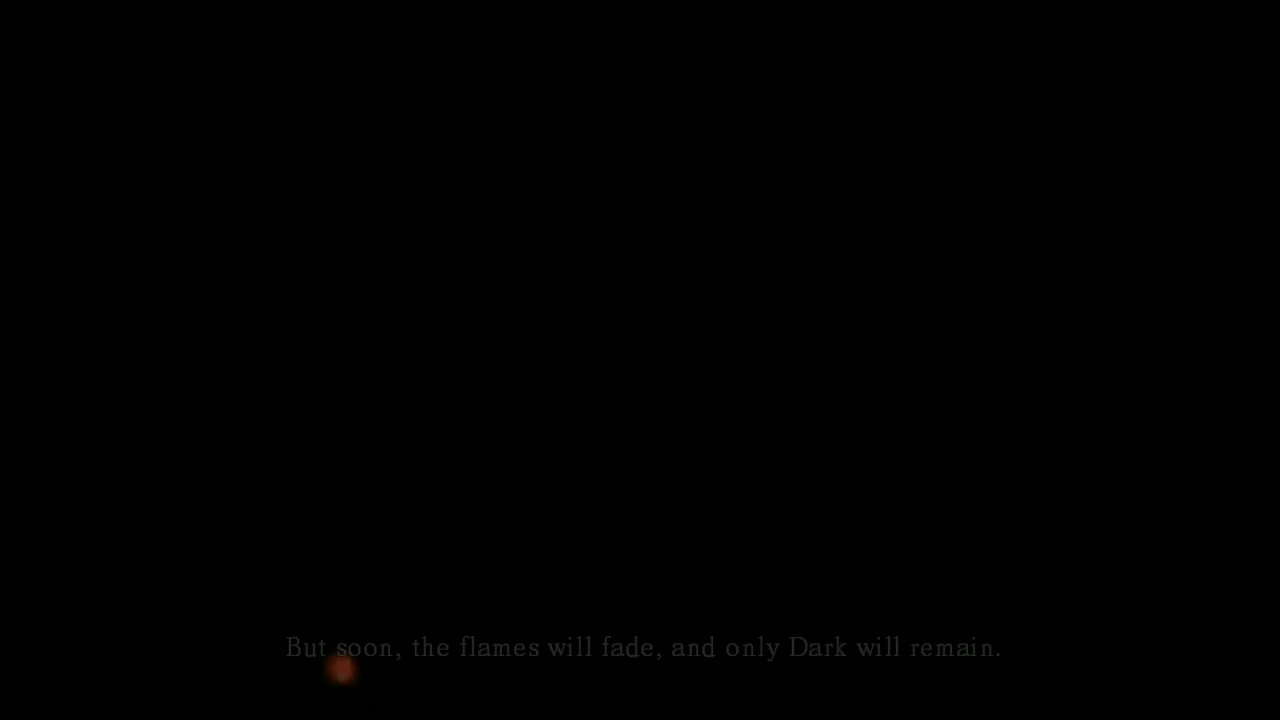 But soon, the flames will fade, and only Dark will remain.